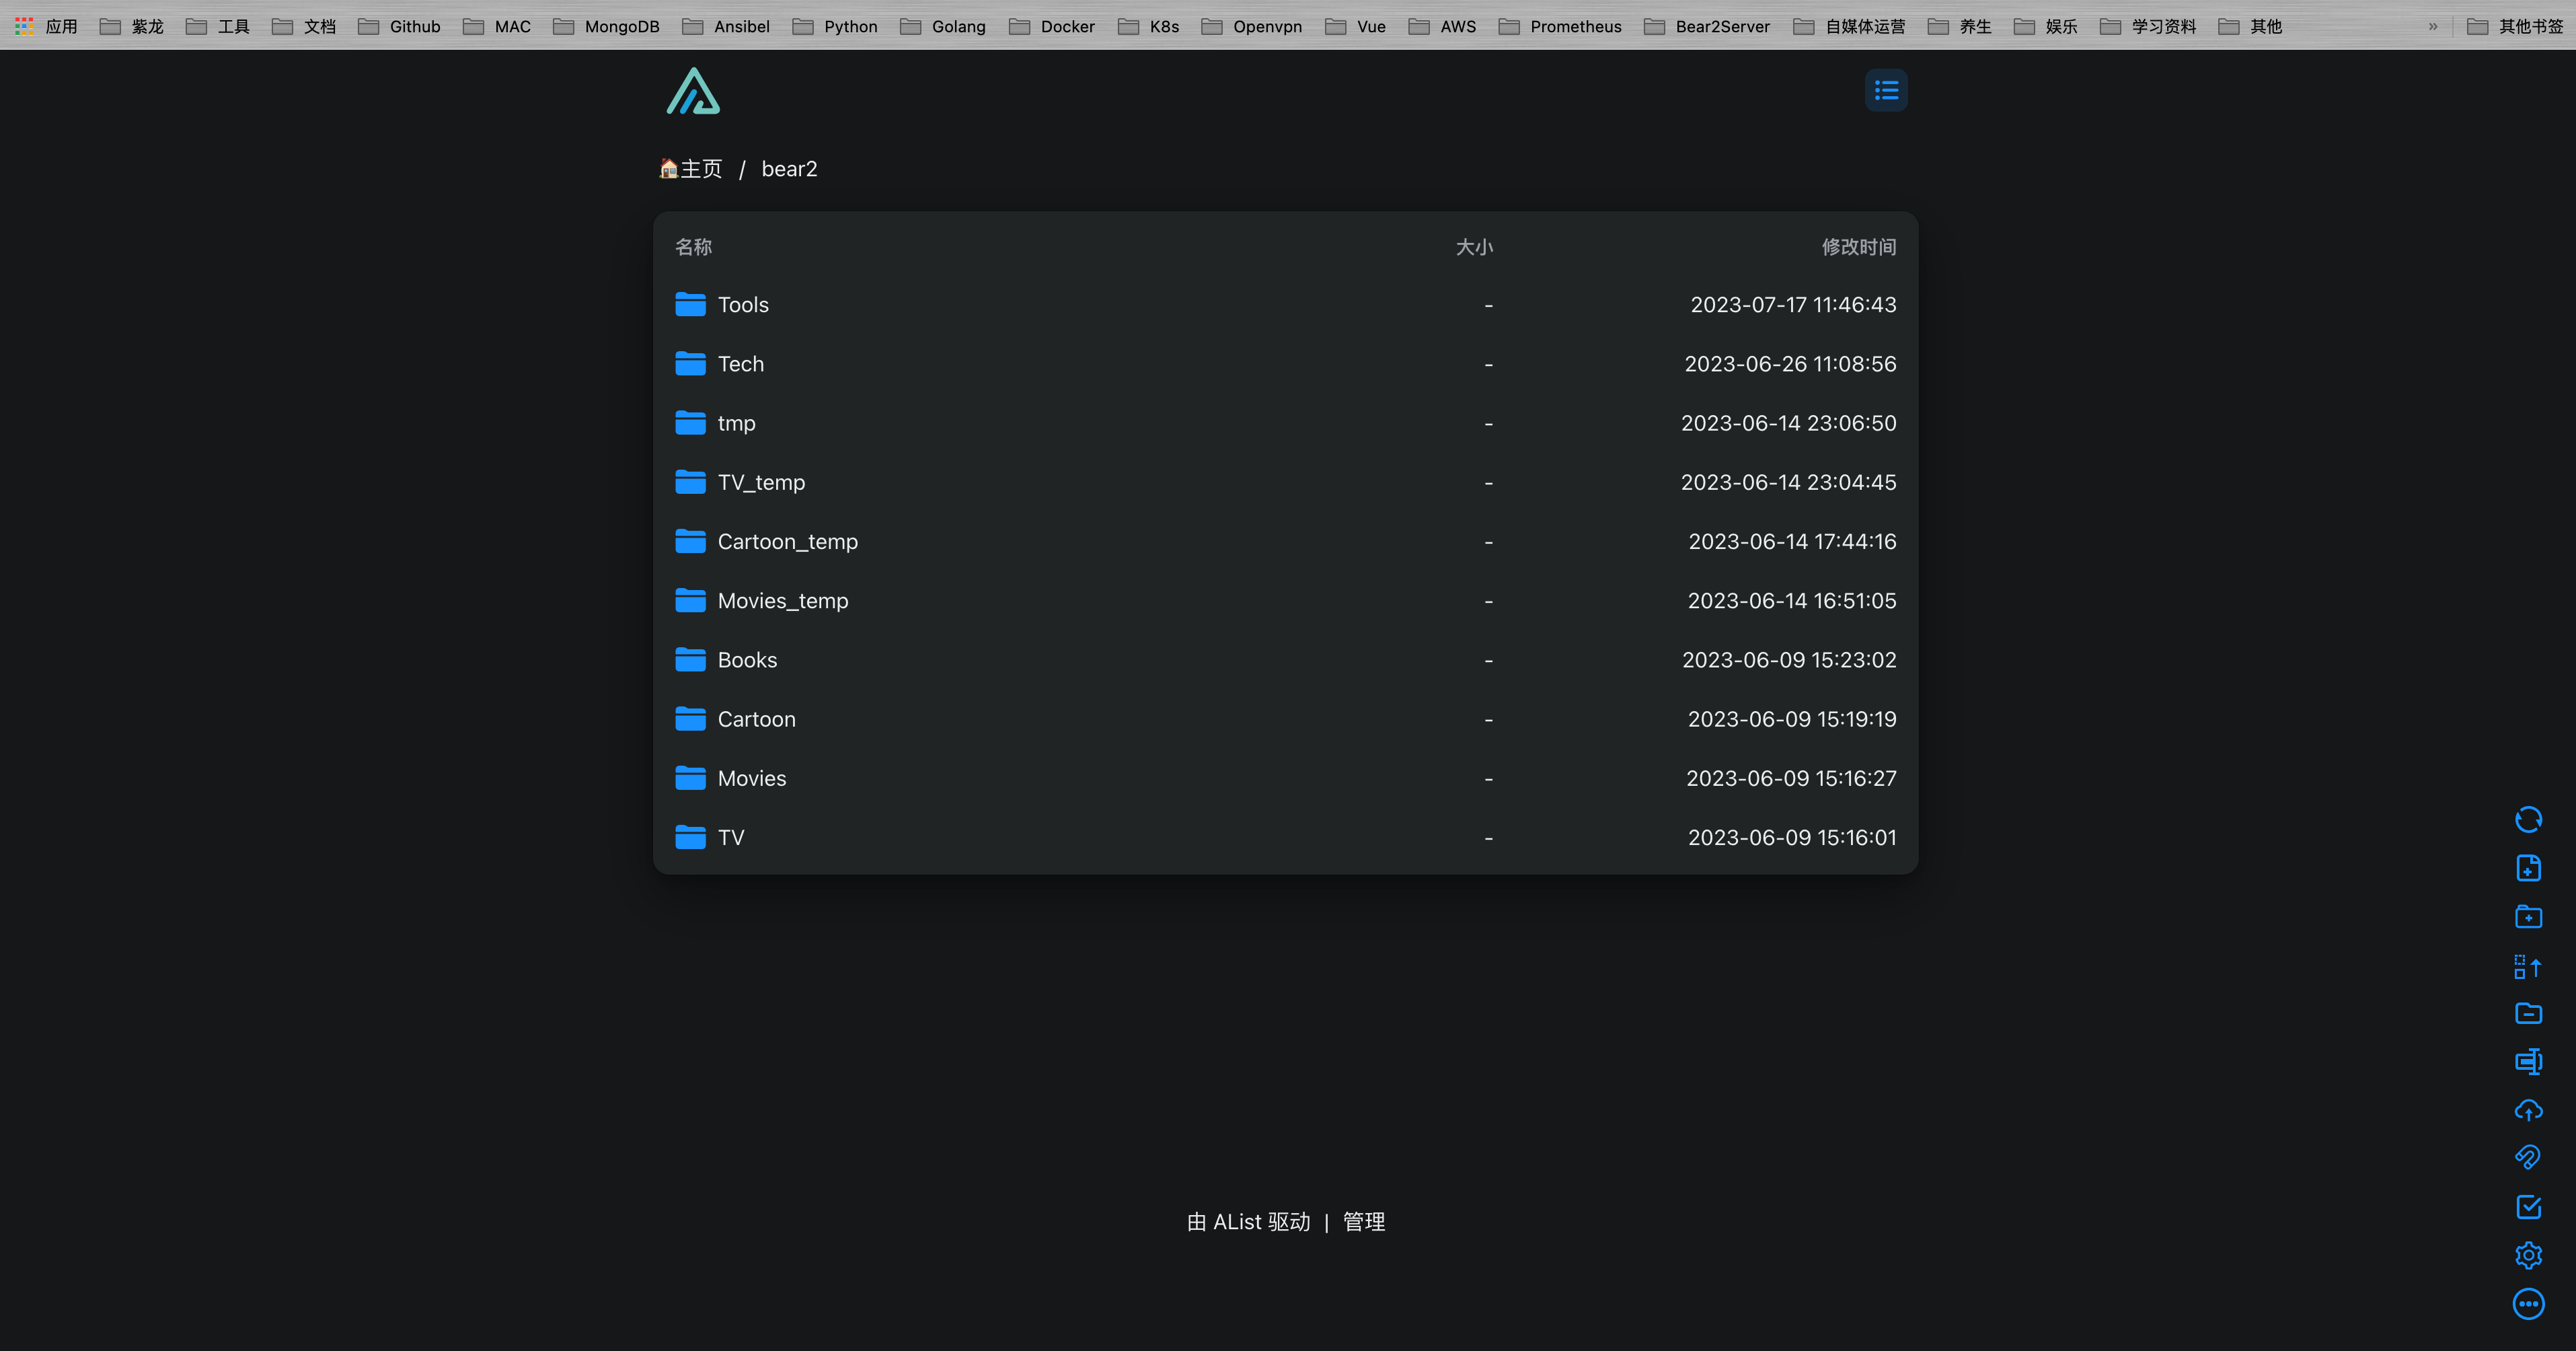 应用 紫龙 工具 文档 Github MAC MongoDB Ansibel Python Golang Docker K8s Openvpn Vue AWS Prometheus Bear2Server 自媒体运营 养生 娱乐 学习资料 其他 » 其他书签
🏠主页 / bear2
名称 大小 修改时间
Tools - 2023-07-17 11:46:43
Tech - 2023-06-26 11:08:56
tmp - 2023-06-14 23:06:50
TV_temp - 2023-06-14 23:04:45
Cartoon_temp - 2023-06-14 17:44:16
Movies_temp - 2023-06-14 16:51:05
Books - 2023-06-09 15:23:02
Cartoon - 2023-06-09 15:19:19
Movies - 2023-06-09 15:16:27
TV - 2023-06-09 15:16:01
由 AList 驱动 | 管理